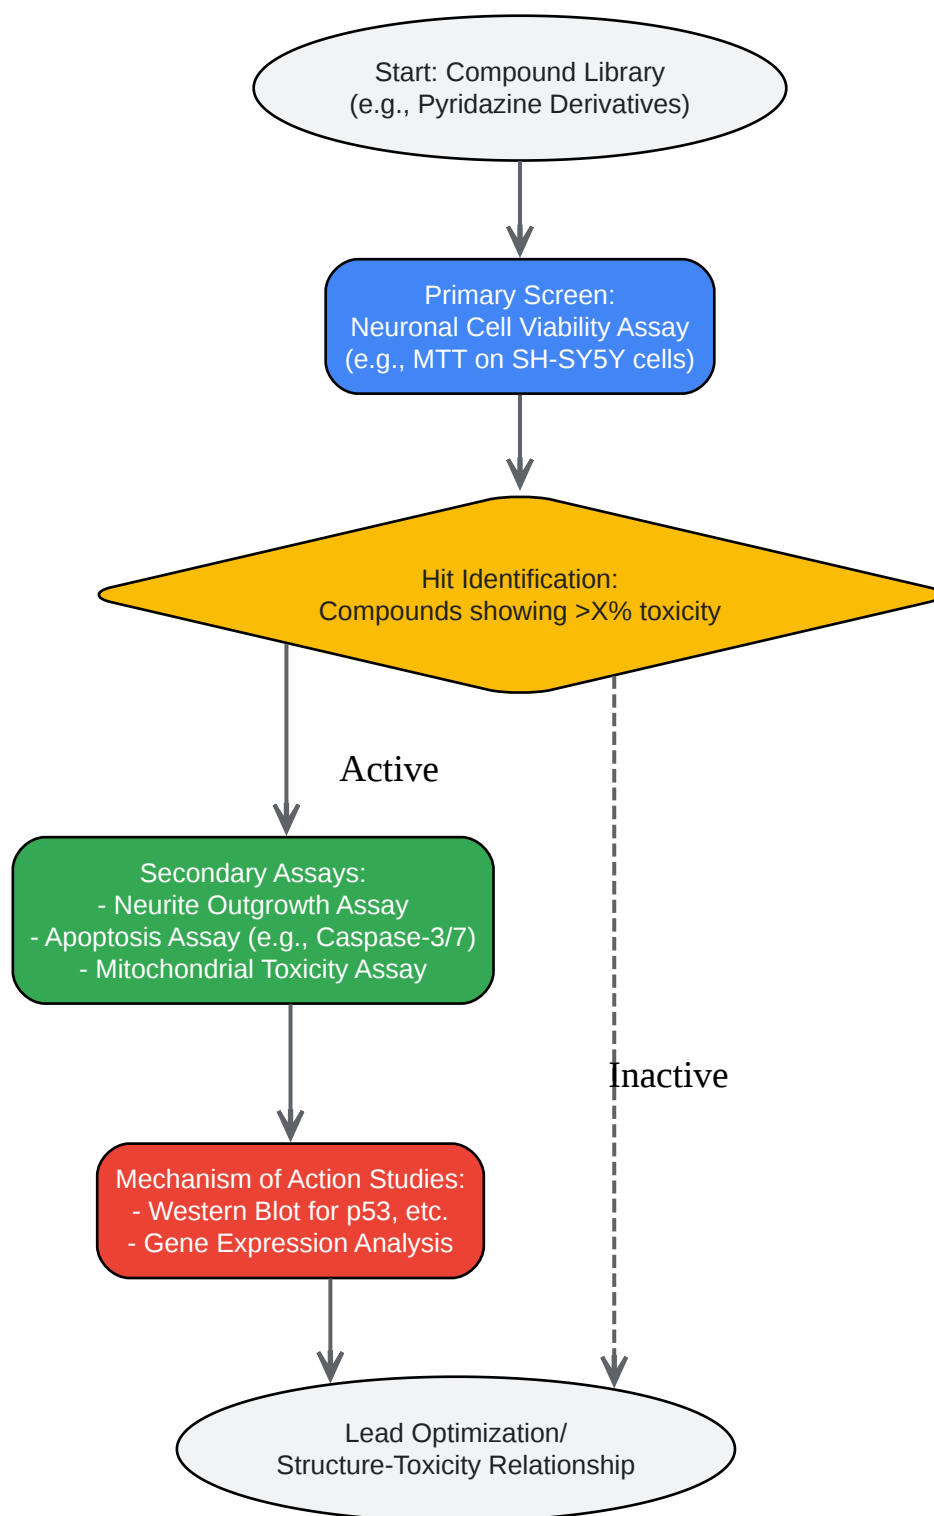 Start: Compound Library
(e.g., Pyridazine Derivatives)
Primary Screen:
Neuronal Cell Viability Assay
(e.g., MTT on SH-SY5Y cells)
Hit Identification:
Compounds showing >X% toxicity
Active
Secondary Assays:
- Neurite Outgrowth Assay
- Apoptosis Assay (e.g., Caspase-3/7)
- Mitochondrial Toxicity Assay
Inactive
Mechanism of Action Studies:
- Western Blot for p53, etc.
- Gene Expression Analysis
Lead Optimization/
Structure-Toxicity Relationship